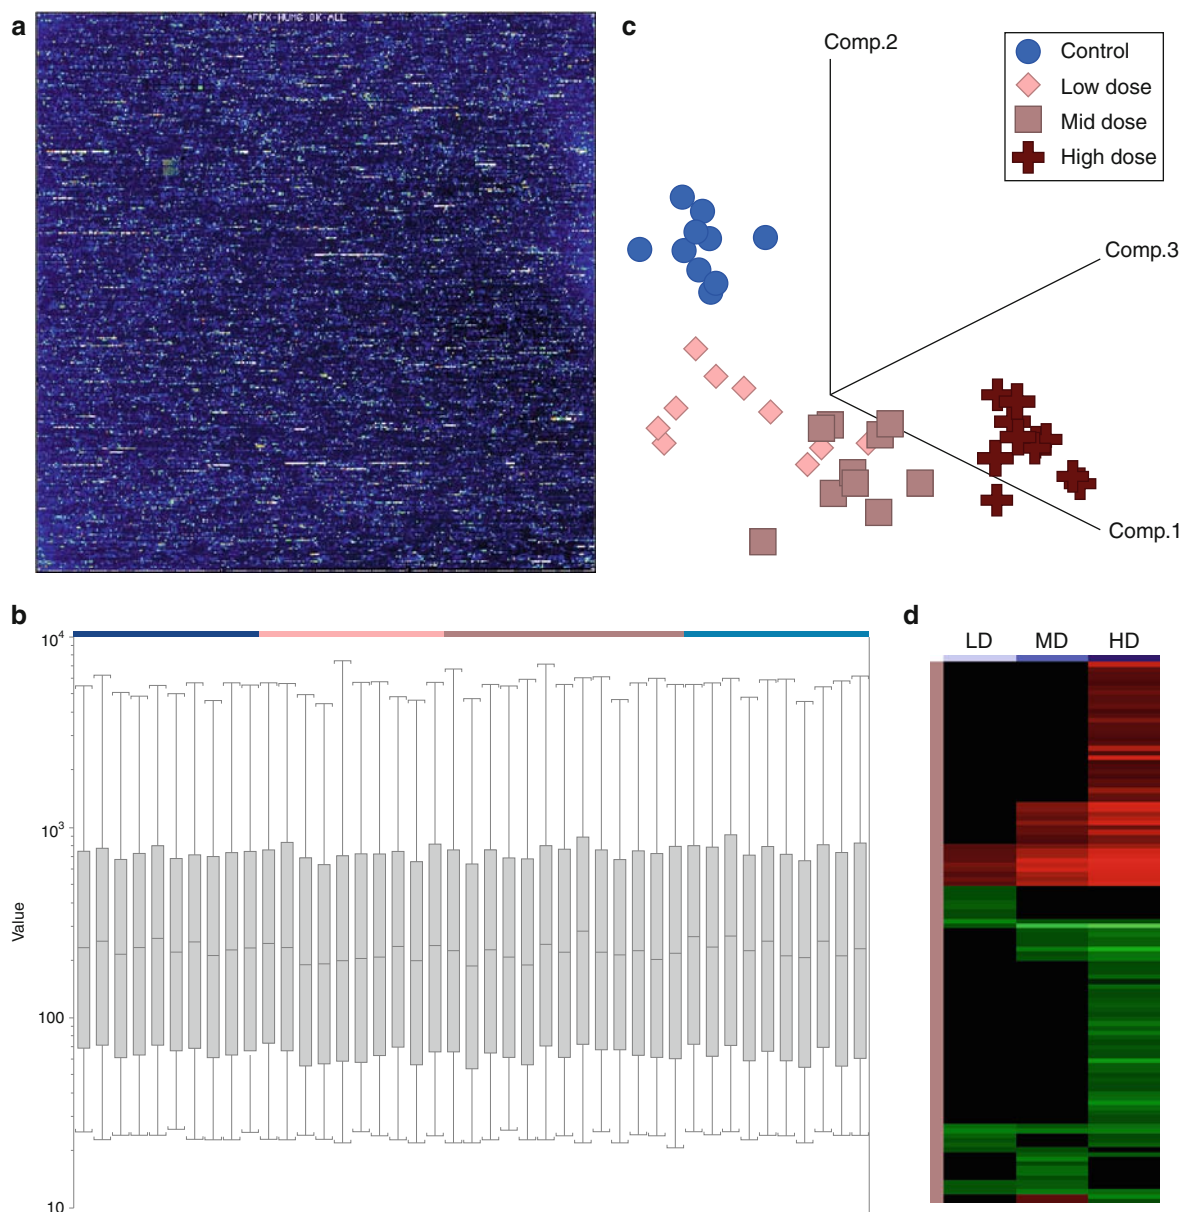 a
AFFX-HUMG 8K-ALL
c
Comp.2
Control
Low dose
Mid dose
High dose
Comp.3
Comp.1
b
10⁴
10³
100
10
Value
d
LD MD HD